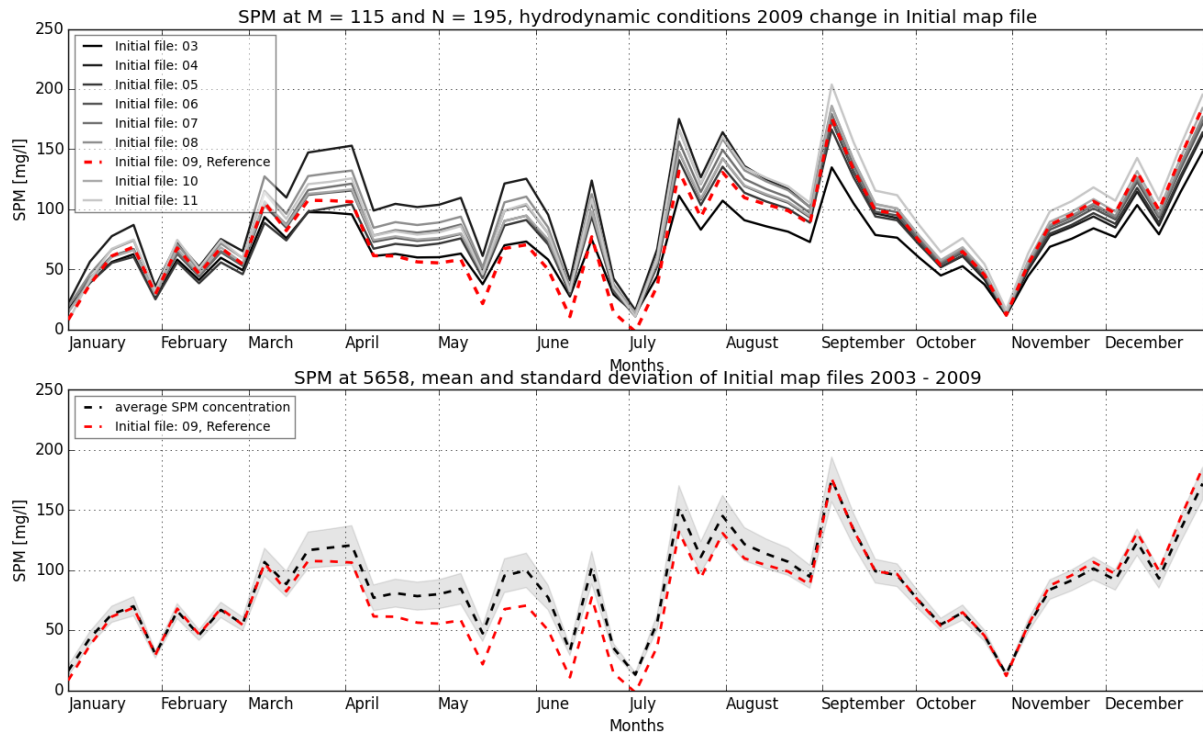 SPM at M = 115 and N = 195, hydrodynamic conditions 2009 change in Initial map file
250
200
150
100
50
0
SPM [mg/l]
Initial file: 03
Initial file: 04
Initial file: 05
Initial file: 06
Initial file: 07
Initial file: 08
Initial file: 09, Reference
Initial file: 10
Initial file: 11
January February March April May June July August September October November December
Months
SPM at 5658, mean and standard deviation of Initial map files 2003 - 2009
250
200
150
100
50
0
SPM [mg/l]
average SPM concentration
Initial file: 09, Reference
January February March April May June July August September October November December
Months